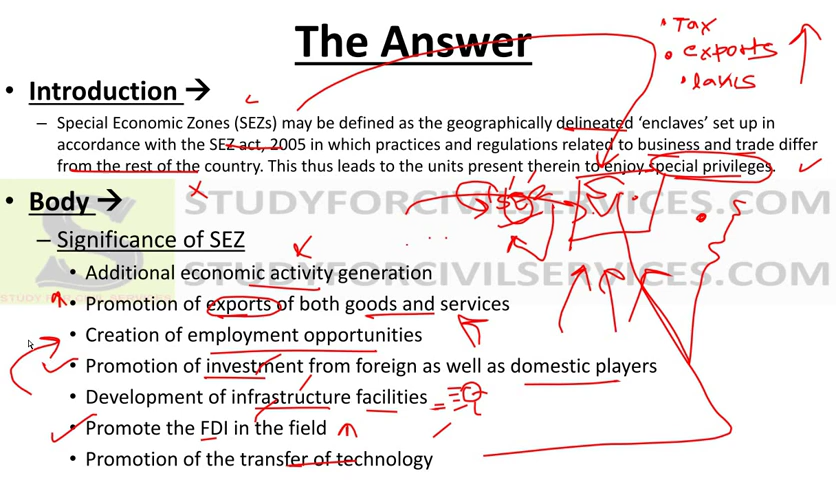 The Answer
• Tax
• exports
• laws
• Introduction →
– Special Economic Zones (SEZs) may be defined as the geographically delineated ‘enclaves’ set up in
accordance with the SEZ act, 2005 in which practices and regulations related to business and trade differ
from the rest of the country. This thus leads to the units present therein to enjoy special privileges.
• Body →
STUDYFORCIVILSERVICES.COM
– Significance of SEZ
• Additional economic activity generation
STUDYFORCIVILSERVICES.COM
• Promotion of exports of both goods and services
• Creation of employment opportunities
• Promotion of investment from foreign as well as domestic players
• Development of infrastructure facilities
• Promote the FDI in the field
• Promotion of the transfer of technology